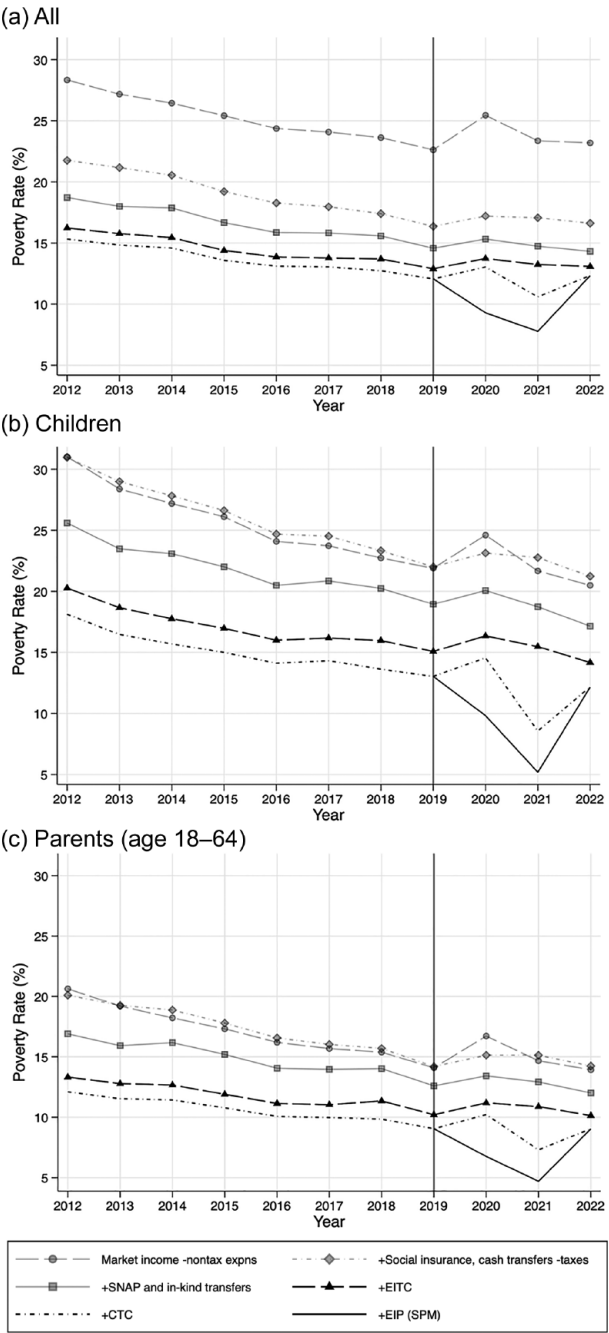 (a) All
Poverty Rate (%)
30
25
20
15
10
5
2012 2013 2014 2015 2016 2017 2018 2019 2020 2021 2022
Year
(b) Children
Poverty Rate (%)
30
25
20
15
10
5
2012 2013 2014 2015 2016 2017 2018 2019 2020 2021 2022
Year
(c) Parents (age 18–64)
Poverty Rate (%)
30
25
20
15
10
5
2012 2013 2014 2015 2016 2017 2018 2019 2020 2021 2022
Year
Market income -nontax expns +Social insurance, cash transfers -taxes
+SNAP and in-kind transfers +EITC
+CTC +EIP (SPM)